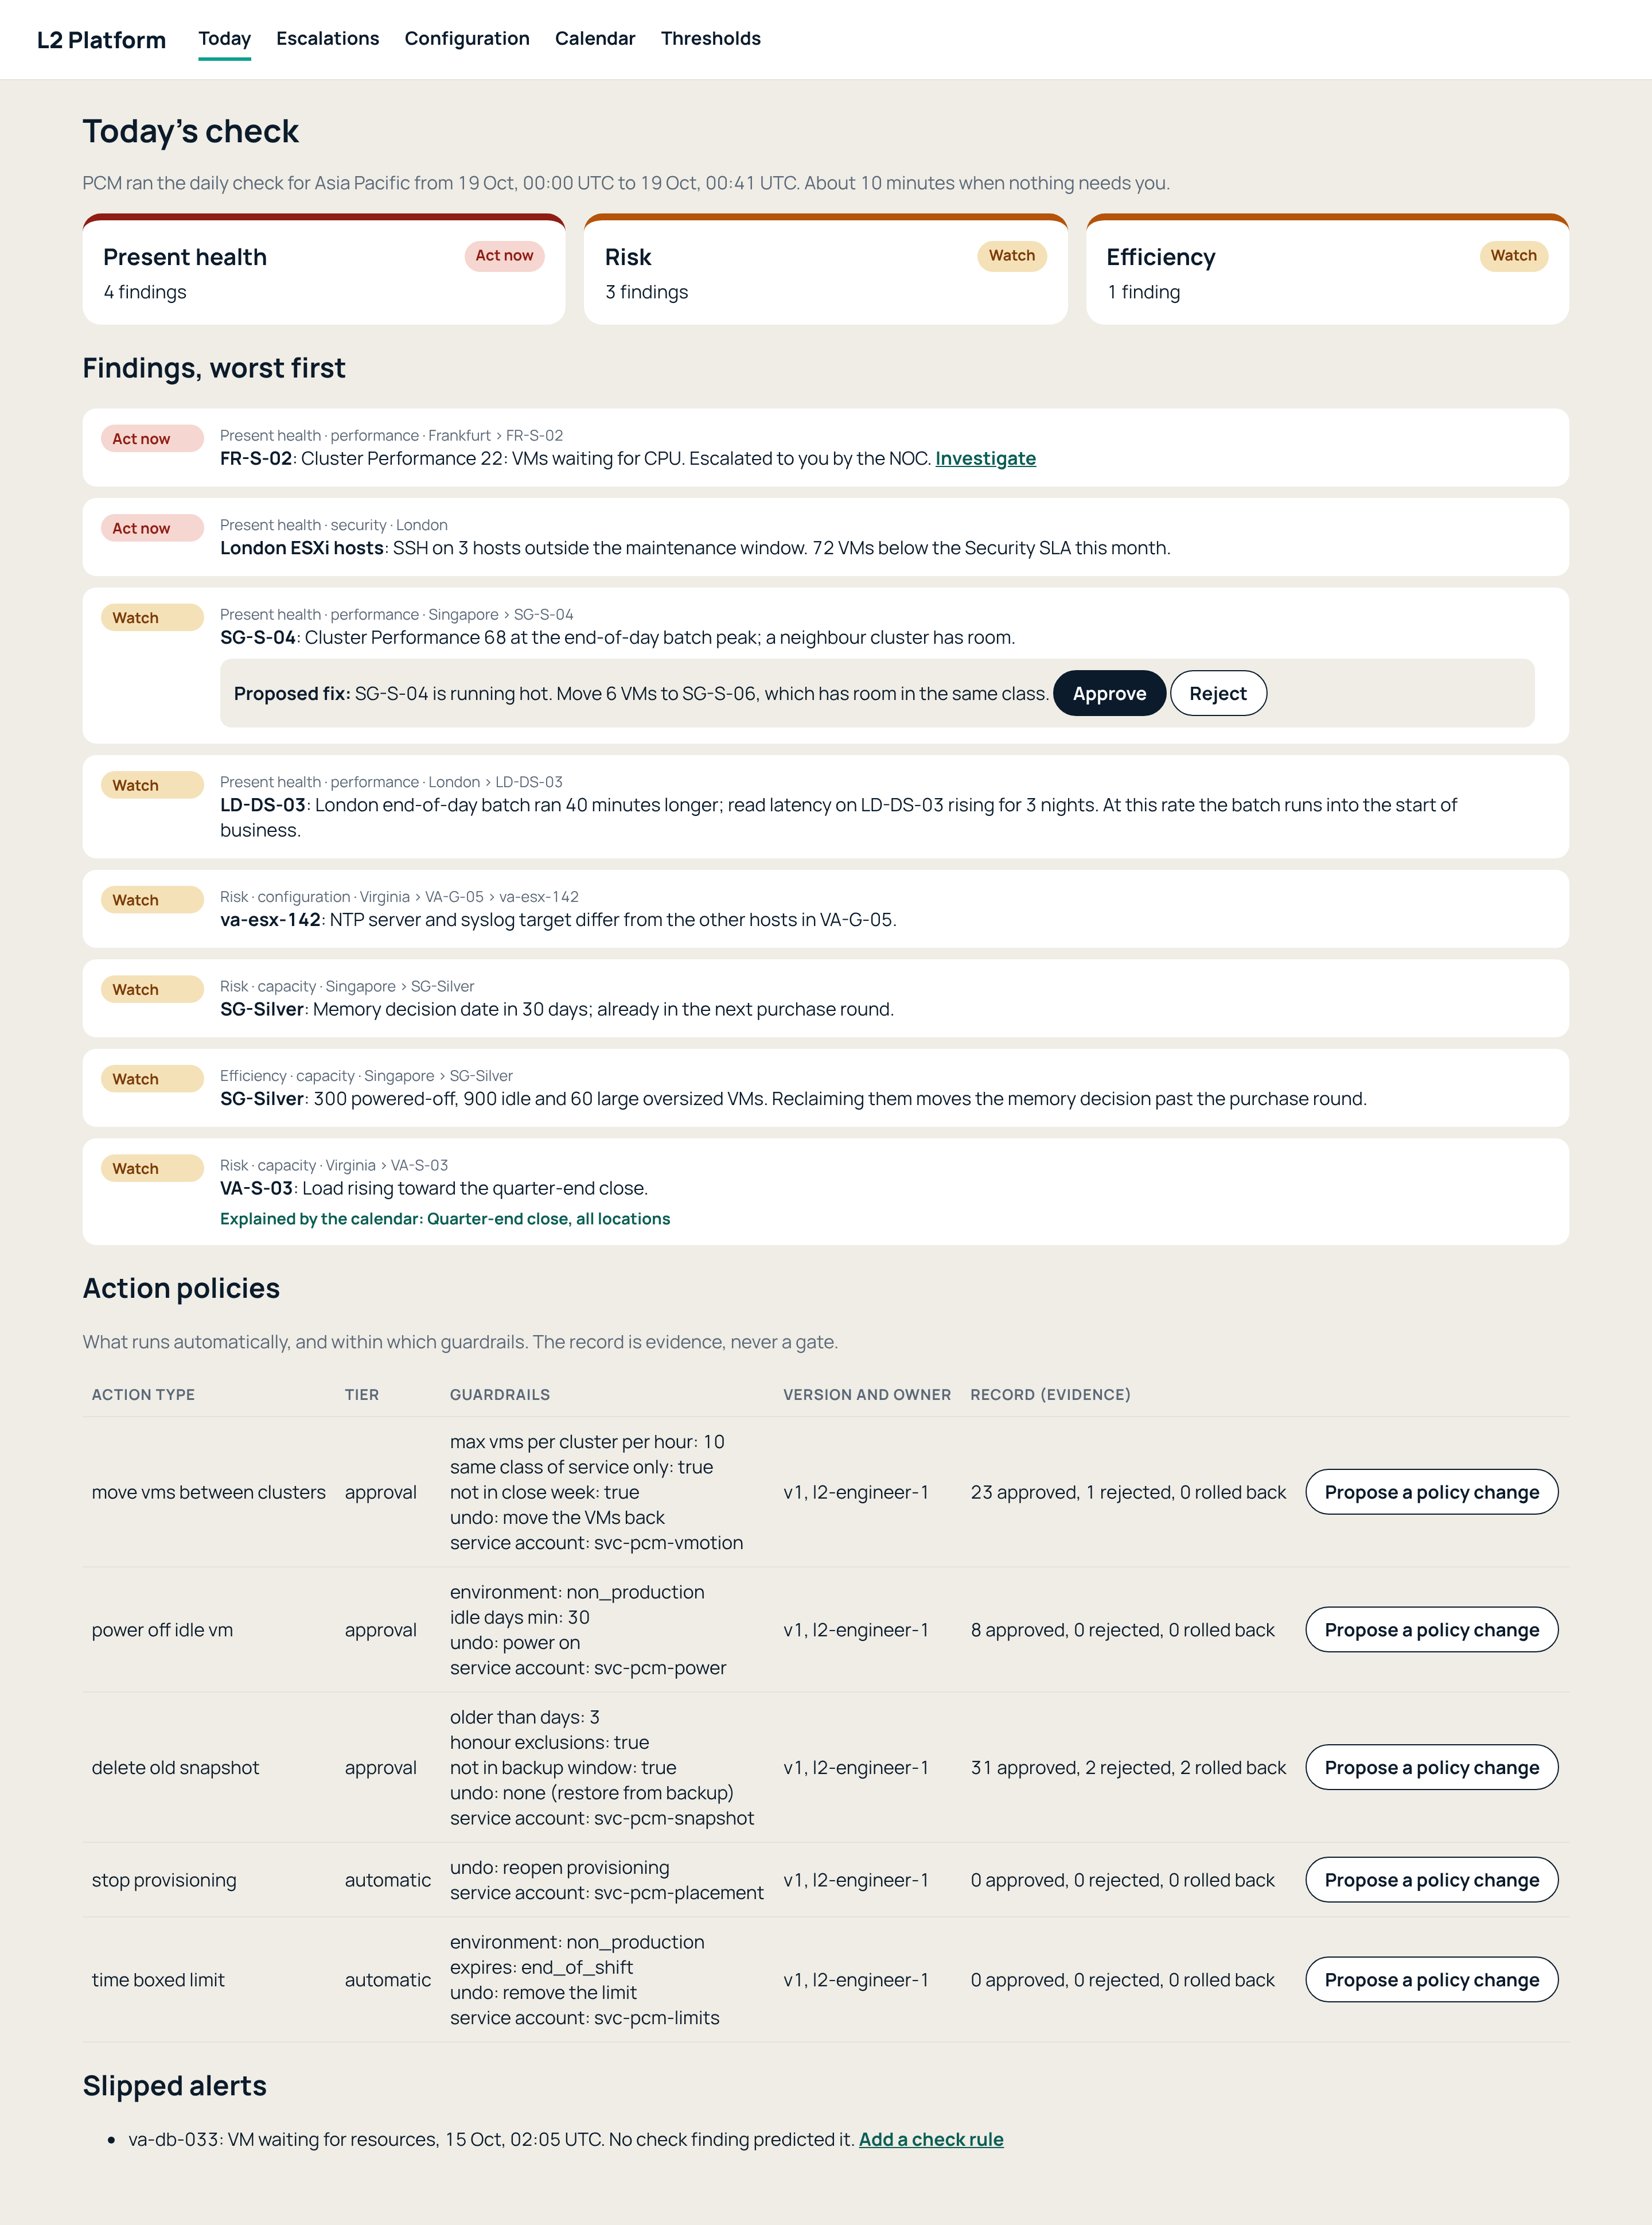 L2 Platform
Today
Escalations
Configuration
Calendar
Thresholds
Today's check
PCM ran the daily check for Asia Pacific from 19 Oct, 00:00 UTC to 19 Oct, 00:41 UTC. About 10 minutes when nothing needs you.
Present health
Act now
4 findings
Risk
Watch
3 findings
Efficiency
Watch
1 finding
Findings, worst first
Act now
Present health · performance · Frankfurt › FR-S-02
FR-S-02: Cluster Performance 22: VMs waiting for CPU. Escalated to you by the NOC. Investigate
Act now
Present health · security · London
London ESXi hosts: SSH on 3 hosts outside the maintenance window. 72 VMs below the Security SLA this month.
Watch
Present health · performance · Singapore › SG-S-04
SG-S-04: Cluster Performance 68 at the end-of-day batch peak; a neighbour cluster has room.
Proposed fix: SG-S-04 is running hot. Move 6 VMs to SG-S-06, which has room in the same class. Approve Reject
Watch
Present health · performance · London › LD-DS-03
LD-DS-03: London end-of-day batch ran 40 minutes longer; read latency on LD-DS-03 rising for 3 nights. At this rate the batch runs into the start of
business.
Watch
Risk · configuration · Virginia › VA-G-05 › va-esx-142
va-esx-142: NTP server and syslog target differ from the other hosts in VA-G-05.
Watch
Risk · capacity · Singapore › SG-Silver
SG-Silver: Memory decision date in 30 days; already in the next purchase round.
Watch
Efficiency · capacity · Singapore › SG-Silver
SG-Silver: 300 powered-off, 900 idle and 60 large oversized VMs. Reclaiming them moves the memory decision past the purchase round.
Watch
Risk · capacity · Virginia › VA-S-03
VA-S-03: Load rising toward the quarter-end close.
Explained by the calendar: Quarter-end close, all locations
Action policies
What runs automatically, and within which guardrails. The record is evidence, never a gate.
ACTION TYPE
TIER
GUARDRAILS
VERSION AND OWNER
RECORD (EVIDENCE)
move vms between clusters
approval
max vms per cluster per hour: 10
same class of service only: true
not in close week: true
undo: move the VMs back
service account: svc-pcm-vmotion
v1, l2-engineer-1
23 approved, 1 rejected, 0 rolled back
Propose a policy change
power off idle vm
approval
environment: non_production
idle days min: 30
undo: power on
service account: svc-pcm-power
v1, l2-engineer-1
8 approved, 0 rejected, 0 rolled back
Propose a policy change
delete old snapshot
approval
older than days: 3
honour exclusions: true
not in backup window: true
undo: none (restore from backup)
service account: svc-pcm-snapshot
v1, l2-engineer-1
31 approved, 2 rejected, 2 rolled back
Propose a policy change
stop provisioning
automatic
undo: reopen provisioning
service account: svc-pcm-placement
v1, l2-engineer-1
0 approved, 0 rejected, 0 rolled back
Propose a policy change
time boxed limit
automatic
environment: non_production
expires: end_of_shift
undo: remove the limit
service account: svc-pcm-limits
v1, l2-engineer-1
0 approved, 0 rejected, 0 rolled back
Propose a policy change
Slipped alerts
• va-db-033: VM waiting for resources, 15 Oct, 02:05 UTC. No check finding predicted it. Add a check rule